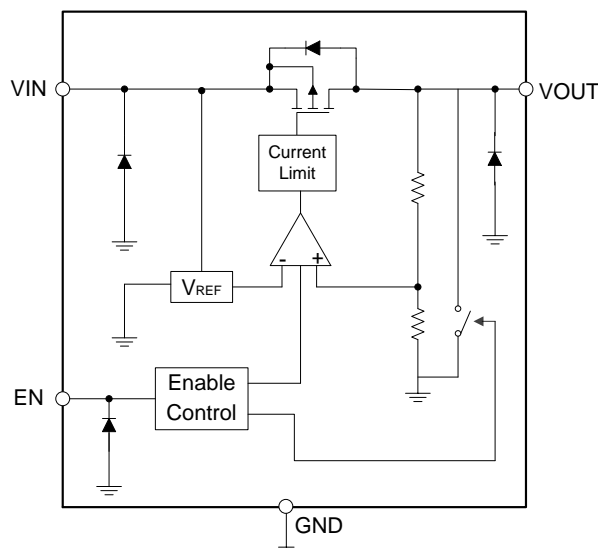 VIN
VOUT
Current
Limit
- +
VREF
EN
Enable
Control
GND